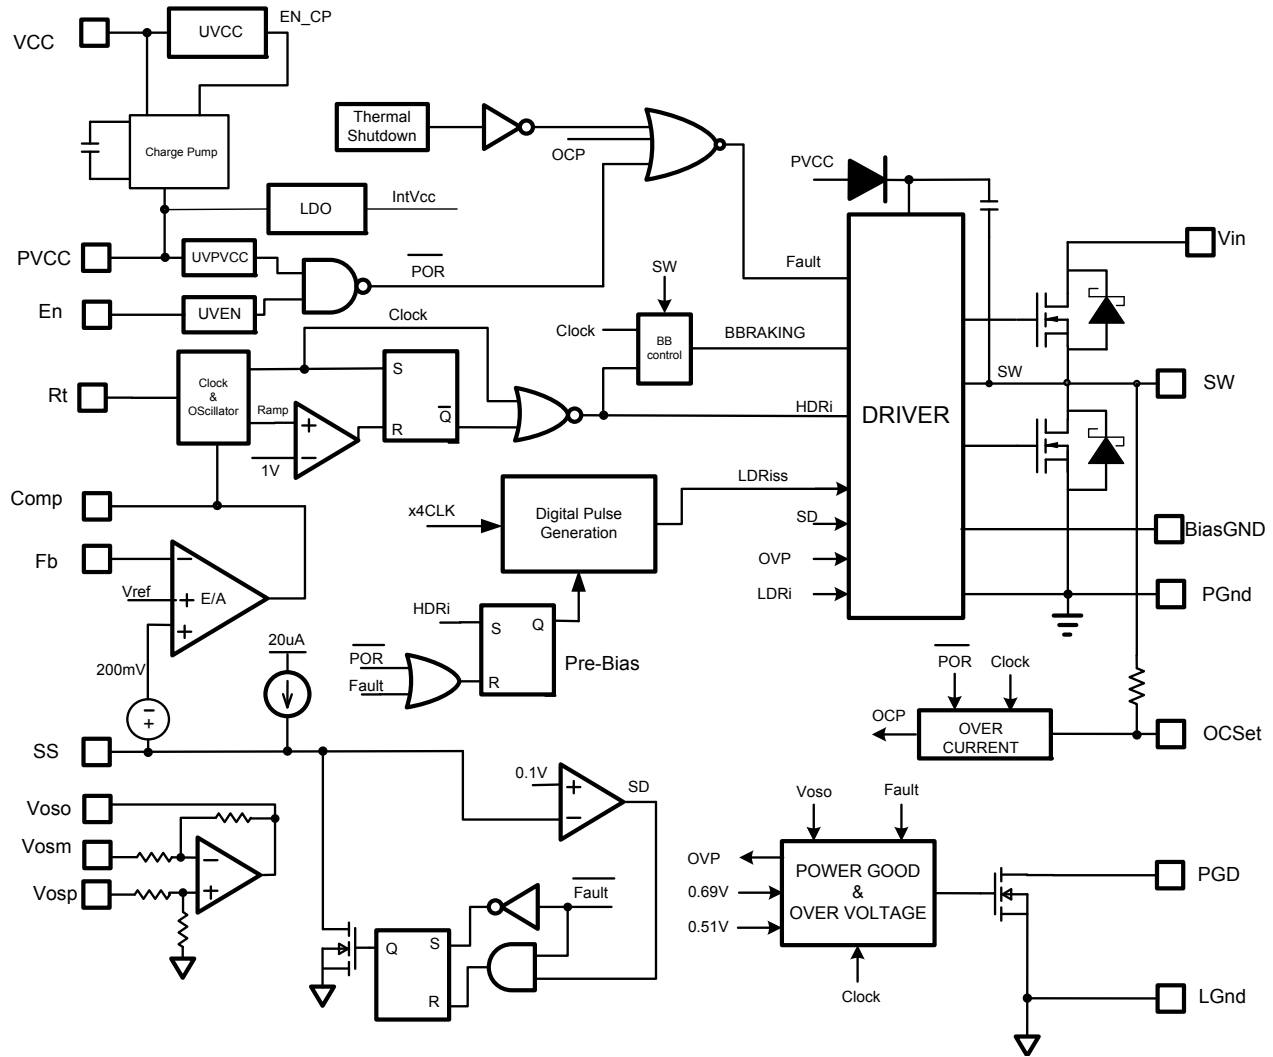 VCC
UVCC
EN_CP
Charge Pump
Thermal
Shutdown
OCP
PVCC
LDO
IntVcc
PVCC
UVPVCC
POR
Fault
Vin
En
UVEN
SW
Clock
Clock
BB
control
BBRAKING
Rt
Clock
&
OScillator
Ramp
+
−
1V
S
R
Q
HDRi
DRIVER
SW
SW
Comp
LDRiss
x4CLK
Digital Pulse
Generation
SD
BiasGND
Fb
−
Vref
+
E/A
+
OVP
LDRi
PGnd
HDRi
S
Q
R
Pre-Bias
POR
Fault
200mV
20uA
−
+
POR
Clock
OCP
OVER
CURRENT
OCSet
SS
0.1V
+
−
SD
Voso
Vosm
−
Vosp
+
Voso
Fault
OVP
0.69V
0.51V
POWER GOOD
&
OVER VOLTAGE
PGD
Fault
Q
S
R
Clock
LGnd